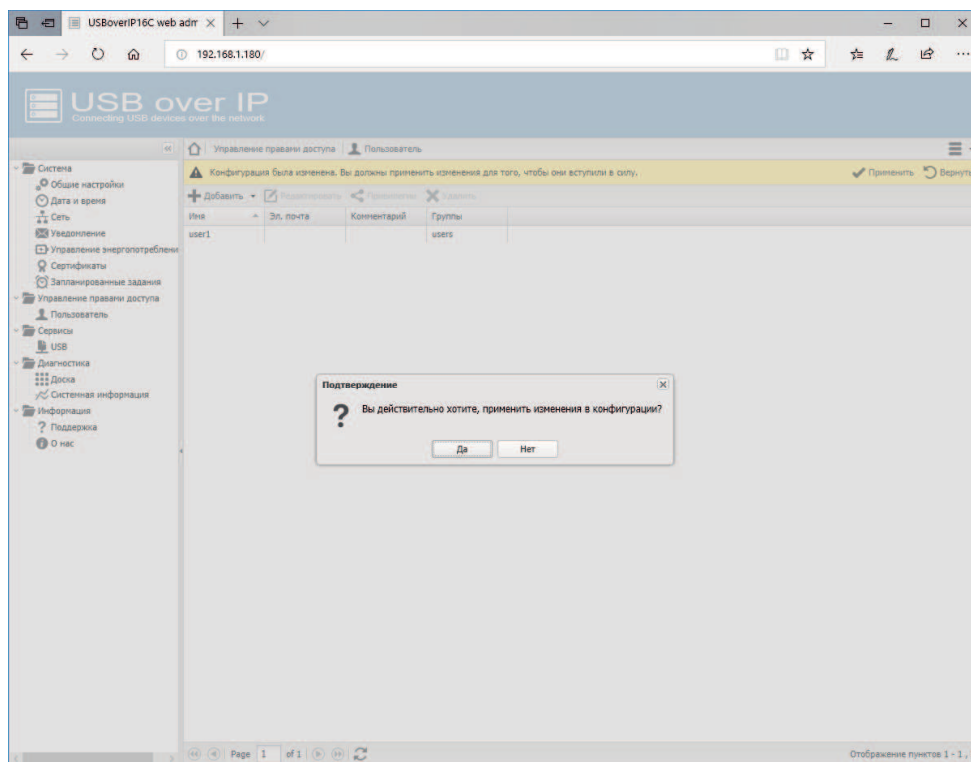 USBoverIP16C web adm
192.168.1.180/
USB over IP
Connecting USB devices over the network
Управление правами доступа Пользователь
Конфигурация была изменена. Вы должны применить изменения для того, чтобы они вступили в силу.
Применить Вернуть
Добавить Редактировать Привилегии Удалить
Имя Эл. почта Комментарий Группы
user1 users
Система
Общие настройки
Дата и время
Сеть
Уведомление
Управление энергопотреблени
Сертификаты
Запланированные задания
Управление правами доступа
Пользователь
Сервисы
USB
Диагностика
Доска
Системная информация
Информация
Поддержка
О нас
Подтверждение
Вы действительно хотите, применить изменения в конфигурации?
Да Нет
Page 1 of 1
Отображение пунктов 1 - 1 ,